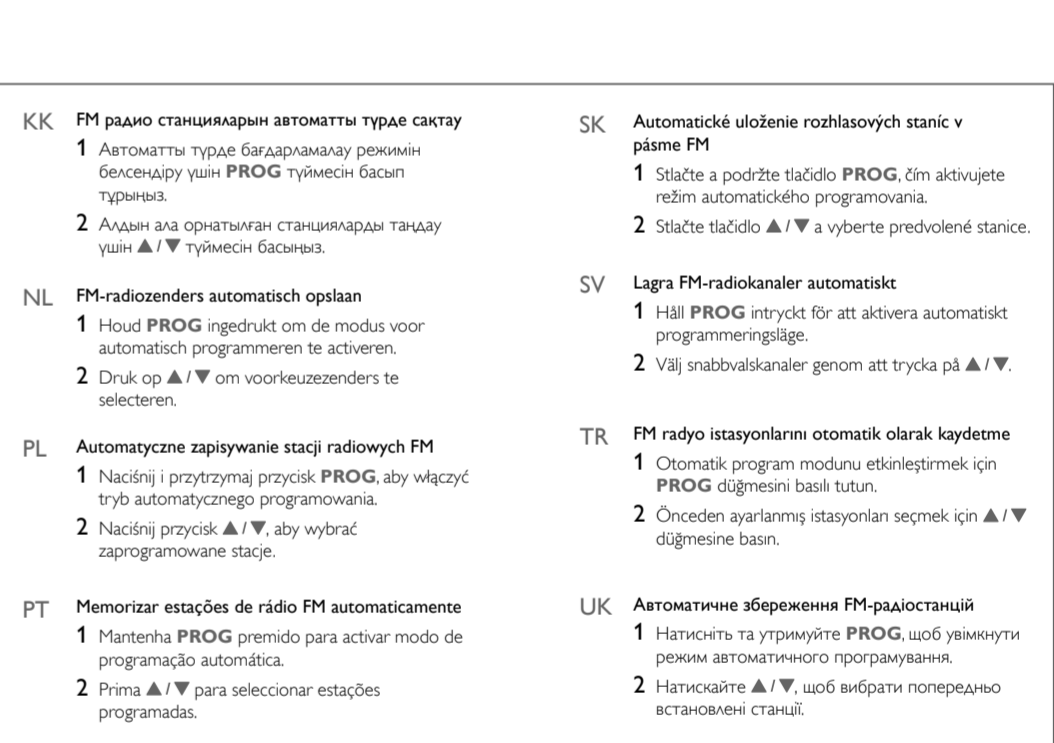 KK FM радио станцияларын автоматты түрде сақтау
1 Автоматты түрде бағдарламалау режимін
белсендіру үшін PROG түймесін басып
тұрыңыз.
2 Алдын ала орнатылған станцияларды таңдау
үшін ▲ / ▼ түймесін басыңыз.
NL FM-radiozenders automatisch opslaan
1 Houd PROG ingedrukt om de modus voor
automatisch programmeren te activeren.
2 Druk op ▲ / ▼ om voorkeuzezenders te
selecteren.
PL Automatyczne zapisywanie stacji radiowych FM
1 Naciśnij i przytrzymaj przycisk PROG, aby włączyć
tryb automatycznego programowania.
2 Naciśnij przycisk ▲ / ▼, aby wybrać
zaprogramowane stacje.
PT Memorizar estações de rádio FM automaticamente
1 Mantenha PROG premido para activar modo de
programação automática.
2 Prima ▲ / ▼ para seleccionar estações
programadas.
SK Automatické uloženie rozhlasových staníc v
pásme FM
1 Stlačte a podržte tlačidlo PROG, čím aktivujete
režim automatického programovania.
2 Stlačte tlačidlo ▲ / ▼ a vyberte predvolené stanice.
SV Lagra FM-radiokanaler automatiskt
1 Håll PROG intryckt för att aktivera automatiskt
programmeringsläge.
2 Välj snabbvalskanaler genom att trycka på ▲ / ▼.
TR FM radyo istasyonlarını otomatik olarak kaydetme
1 Otomatik program modunu etkinleştirmek için
PROG düğmesini basılı tutun.
2 Önceden ayarlanmış istasyonları seçmek için ▲ / ▼
düğmesine basın.
UK Автоматичне збереження FM-радіостанцій
1 Натисніть та утримуйте PROG, щоб увімкнути
режим автоматичного програмування.
2 Натискайте ▲ / ▼, щоб вибрати попередньо
встановлені станції.